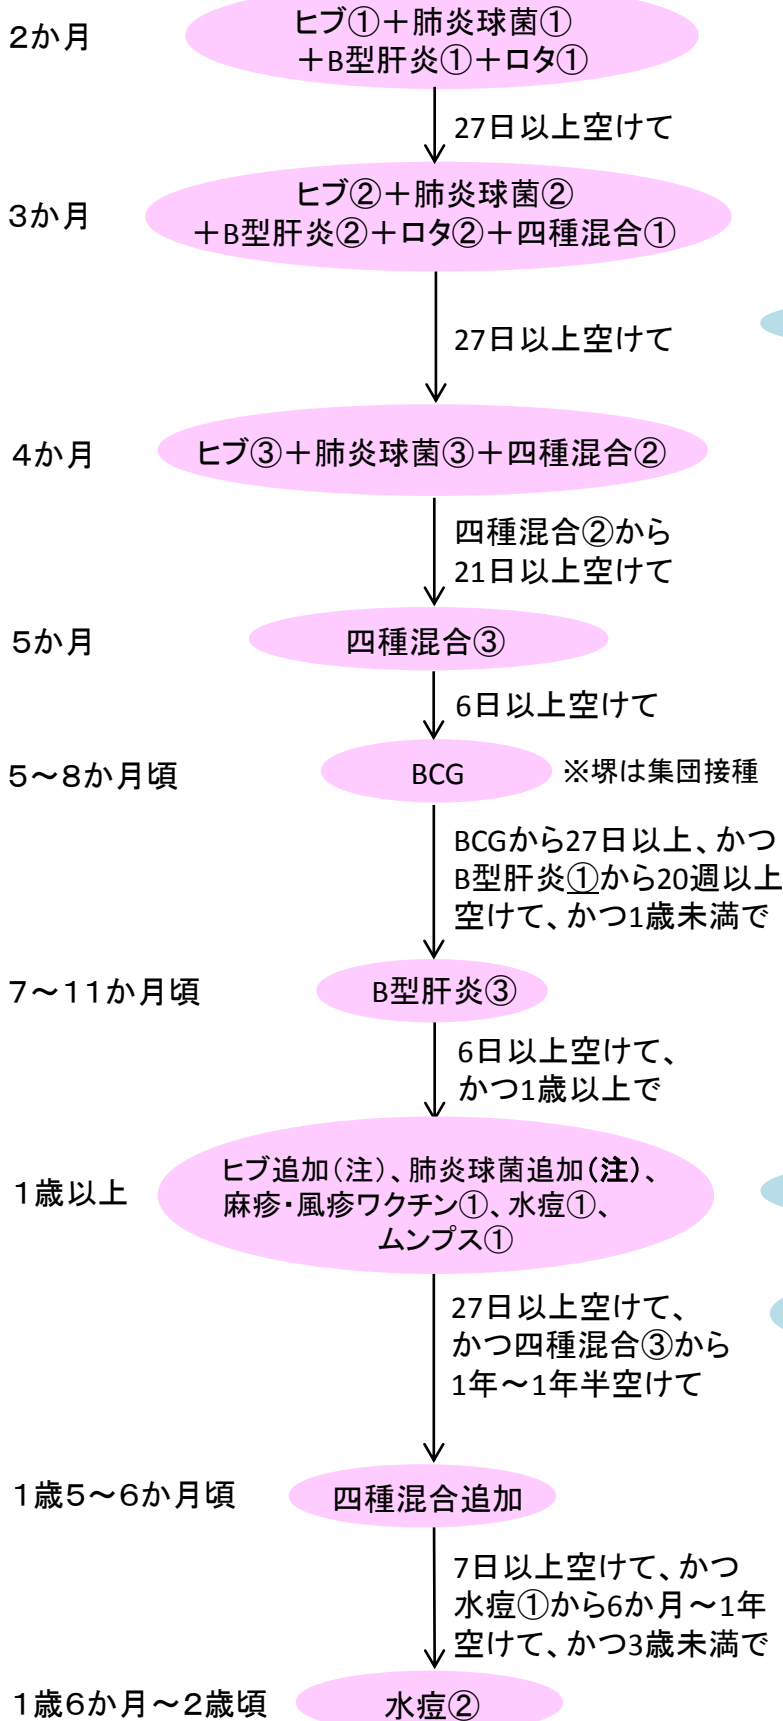 2か月
ヒブ①＋肺炎球菌①
＋B型肝炎①＋ロタ①
27日以上空けて
3か月
ヒブ②＋肺炎球菌②
＋B型肝炎②＋ロタ②＋四種混合①
27日以上空けて
4か月
ヒブ③＋肺炎球菌③＋四種混合②
四種混合②から
21日以上空けて
5か月
四種混合③
6日以上空けて
5～8か月頃
BCG
※堺は集団接種
BCGから27日以上、かつ
B型肝炎①から20週以上
空けて、かつ1歳未満で
7～11か月頃
B型肝炎③
6日以上空けて、
かつ1歳以上で
1歳以上
ヒブ追加（注）、肺炎球菌追加（注）、
麻疹・風疹ワクチン①、水痘①、
ムンプス①
27日以上空けて、
かつ四種混合③から
1年～1年半空けて
1歳5～6か月頃
四種混合追加
7日以上空けて、かつ
水痘①から6か月～1年
空けて、かつ3歳未満で
1歳6か月～2歳頃
水痘②